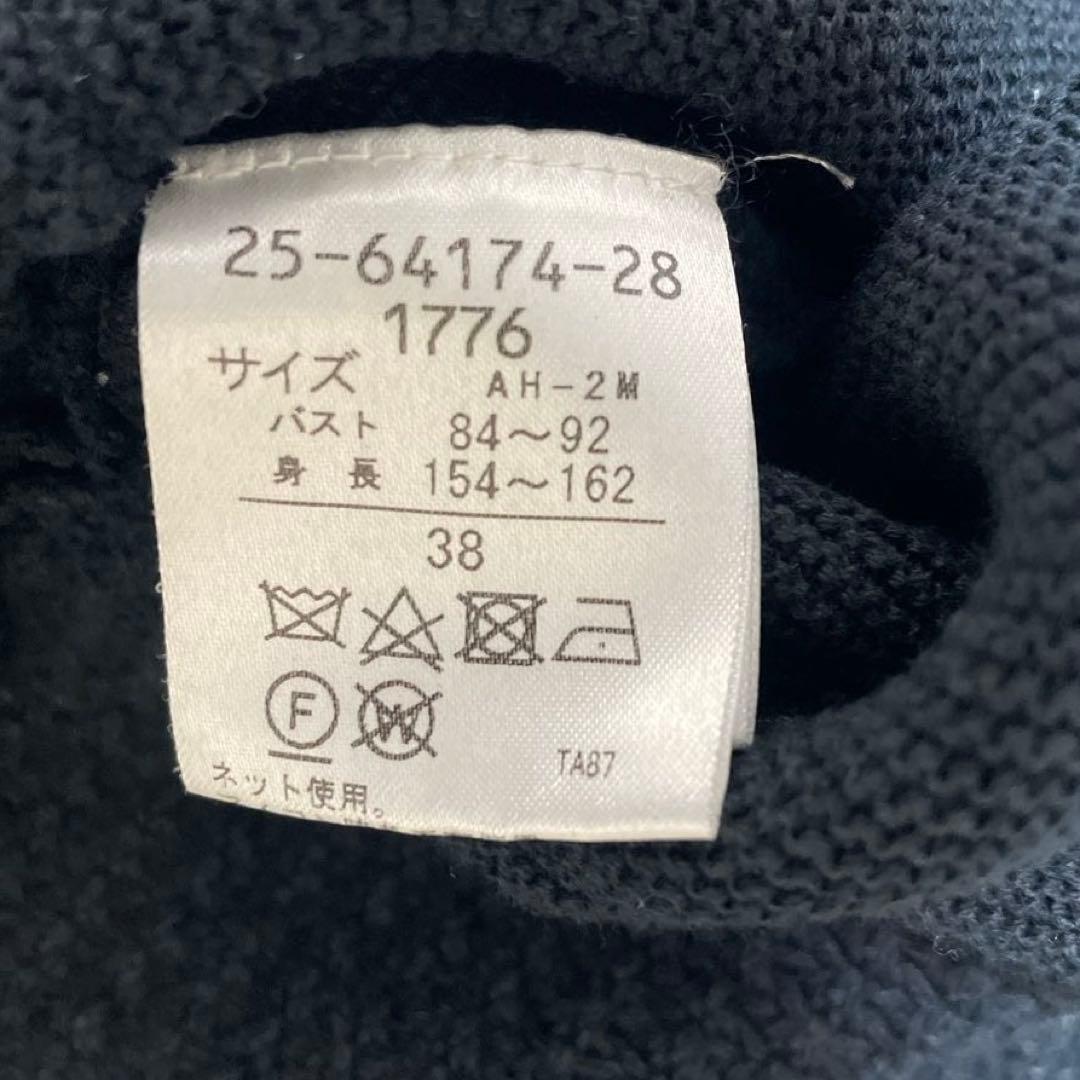 25-64174-28
1776
サイズ AH-2M
バスト 84～92
身長 154～162
38
F W
TA87
ネット使用。